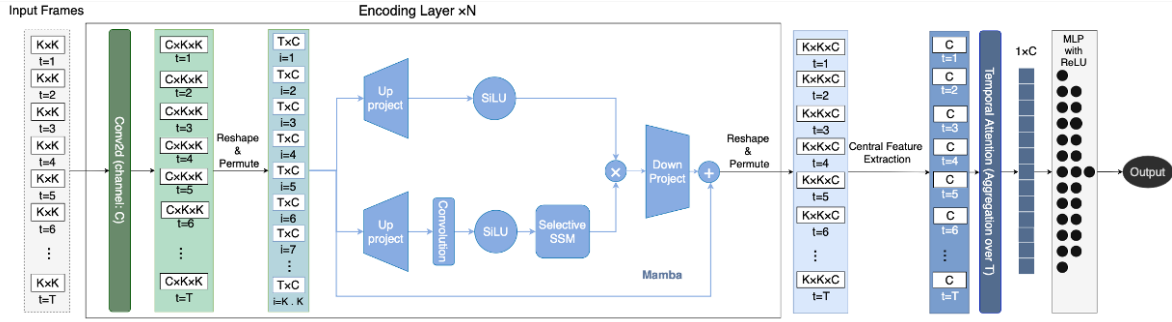 Input Frames
K×K
t=1
K×K
t=2
K×K
t=3
K×K
t=4
K×K
t=5
K×K
t=6
⋮
K×K
t=T
Encoding Layer ×N
Conv2d (channel: C)
C×K×K
t=1
C×K×K
t=2
C×K×K
t=3
C×K×K
t=4
C×K×K
t=5
C×K×K
t=6
⋮
C×K×K
t=T
Reshape
&
Permute
T×C
i=1
T×C
i=2
T×C
i=3
T×C
i=4
T×C
i=5
T×C
i=6
T×C
i=7
⋮
T×C
i=K . K
Up
project
SiLU
Up
project
Convolution
SiLU
Selective
SSM
×
Down
Project
+
Mamba
Reshape
&
Permute
K×K×C
t=1
K×K×C
t=2
K×K×C
t=3
K×K×C
t=4
K×K×C
t=5
K×K×C
t=6
⋮
K×K×C
t=T
Central Feature
Extraction
C
t=1
C
t=2
C
t=3
C
t=4
C
t=5
C
t=6
⋮
C
t=T
Temporal Attention (Aggregation over T)
1×C
MLP
with
ReLU
Output